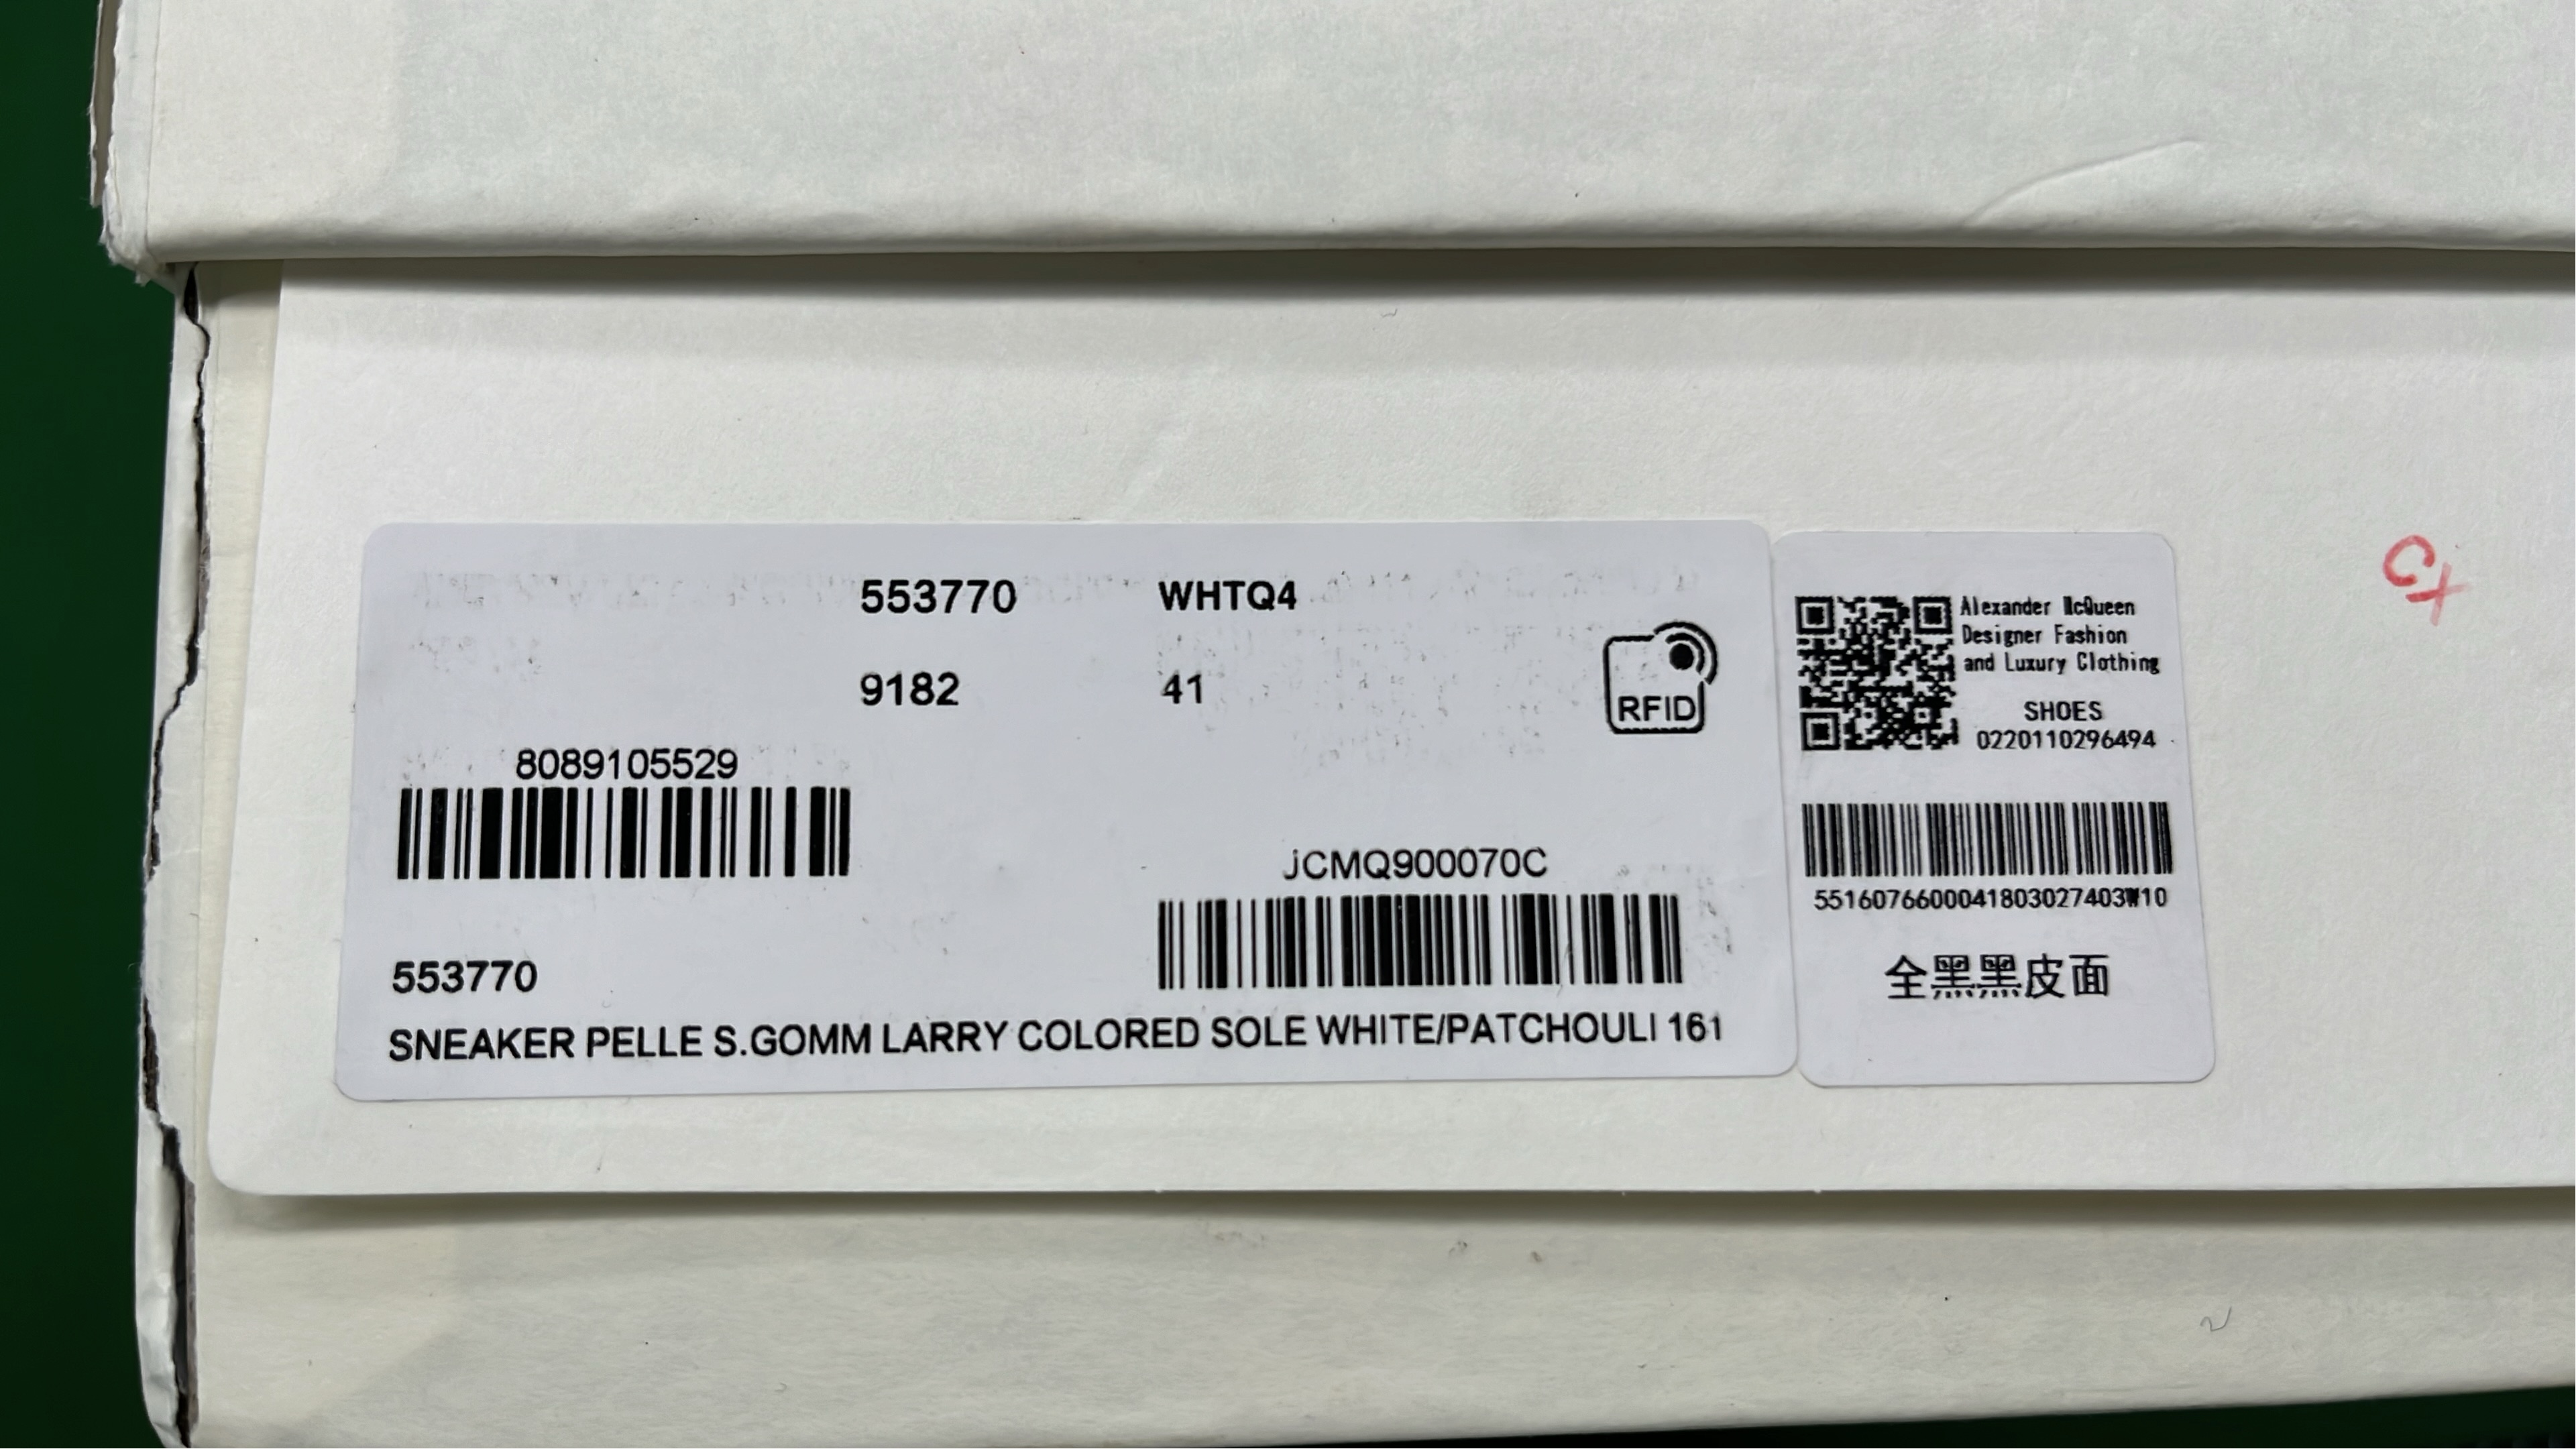 553770 WHTQ4
9182 41
RFID
8089105529
jCMQ900070C
553770
SNEAKER PELLE S.GOMM LARRY COLORED SOLE WHITE/PATCHOULI 161
Alexander McQueen
Designer Fashion
and Luxury Clothing
SHOES
0220110296494
5516076600041803027403W10
全黑黑皮面